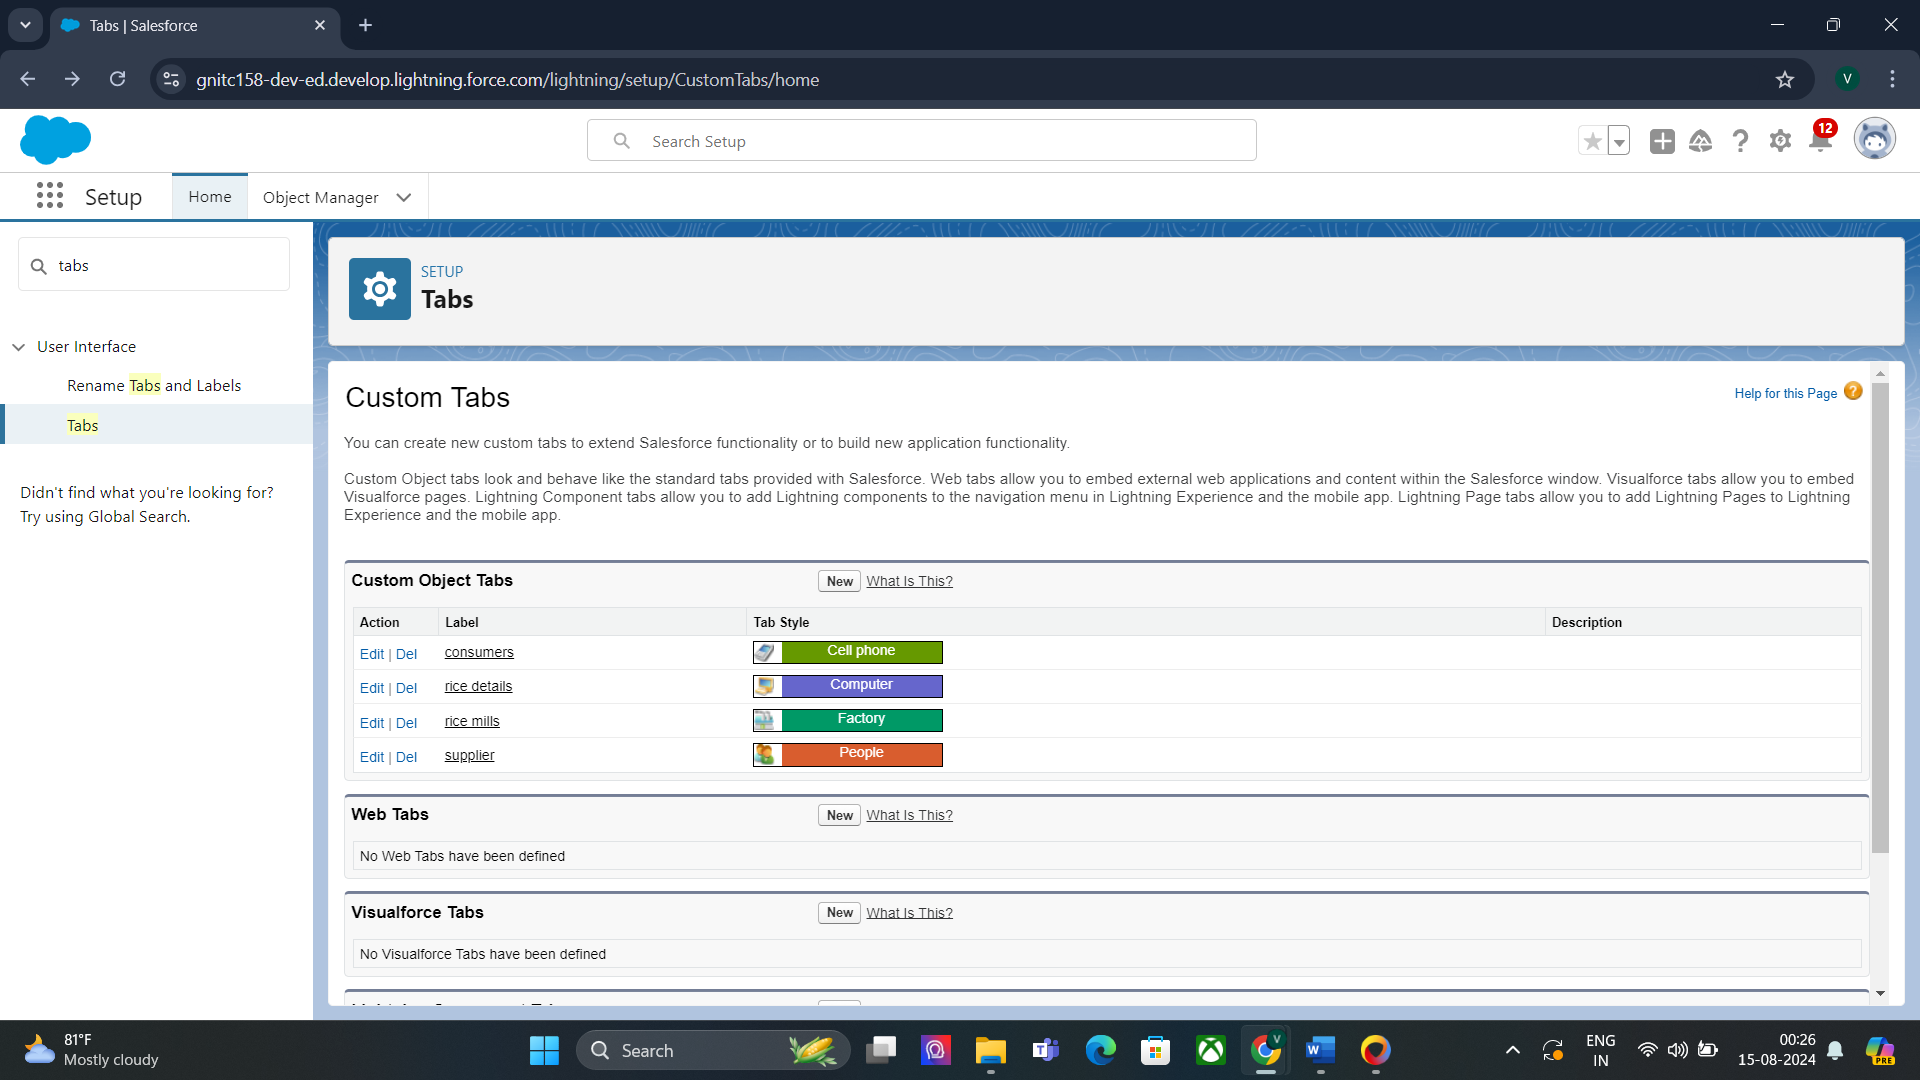 Tabs | Salesforce
gnitc158-dev-ed.develop.lightning.force.com/lightning/setup/CustomTabs/home
V
Search Setup
12
Setup
Home
Object Manager
tabs
User Interface
Rename Tabs and Labels
Tabs
Didn't find what you're looking for?
Try using Global Search.
SETUP
Tabs
Custom Tabs
Help for this Page
You can create new custom tabs to extend Salesforce functionality or to build new application functionality.
Custom Object tabs look and behave like the standard tabs provided with Salesforce. Web tabs allow you to embed external web applications and content within the Salesforce window. Visualforce tabs allow you to embed
Visualforce pages. Lightning Component tabs allow you to add Lightning components to the navigation menu in Lightning Experience and the mobile app. Lightning Page tabs allow you to add Lightning Pages to Lightning
Experience and the mobile app.
Custom Object Tabs New What Is This?
Action Label Tab Style Description
Edit | Del consumers Cell phone
Edit | Del rice details Computer
Edit | Del rice mills Factory
Edit | Del supplier People
Web Tabs New What Is This?
No Web Tabs have been defined
Visualforce Tabs New What Is This?
No Visualforce Tabs have been defined
81°F
Mostly cloudy
Search
ENG
IN
00:26
15-08-2024
PRE